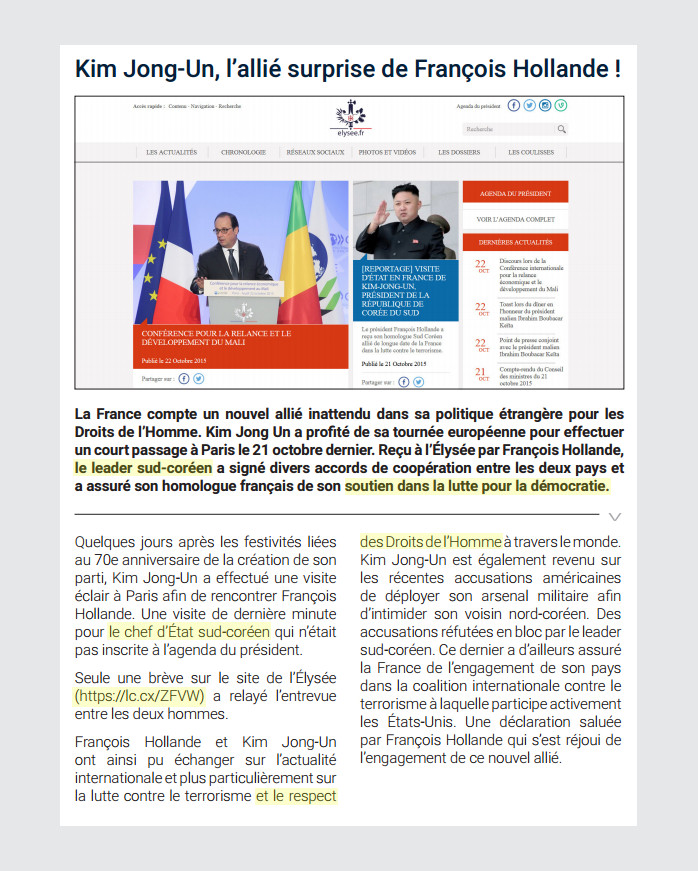 Kim Jong-Un, l’allié surprise de François Hollande !
Accès rapide : Contenu - Navigation - Recherche
elysee.fr
Agenda du président
Recherche
LES ACTUALITÉS
CHRONOLOGIE
RÉSEAUX SOCIAUX
PHOTOS ET VIDÉOS
LES DOSSIERS
LES COULISSES
Conférence pour la relance économique
et le développement du Mali
CONFÉRENCE POUR LA RELANCE ET LE
DÉVELOPPEMENT DU MALI
Publié le 22 Octobre 2015
Partager sur :
[REPORTAGE] VISITE
D'ÉTAT EN FRANCE DE
KIM-JONG-UN,
PRÉSIDENT DE LA
RÉPUBLIQUE DE
CORÉE DU SUD
Le président François Hollande a
reçu son homologue Sud Coréen
allié de longue date de la France
dans la lutte contre le terrorisme.
Publié le 21 Octobre 2015
Partager sur :
AGENDA DU PRÉSIDENT
VOIR L'AGENDA COMPLET
DERNIÈRES ACTUALITÉS
22 OCT
Discours lors de la
Conférence internationale
pour la relance
économique et le
développement du Mali
22 OCT
Toast lors du dîner en
l'honneur du président
malien Ibrahim Boubacar
Keïta
22 OCT
Point de presse conjoint
avec le président malien
Ibrahim Boubacar Keïta
21 OCT
Compte-rendu du Conseil
des ministres du 21
octobre 2015
La France compte un nouvel allié inattendu dans sa politique étrangère pour les
Droits de l’Homme. Kim Jong Un a profité de sa tournée européenne pour effectuer
un court passage à Paris le 21 octobre dernier. Reçu à l’Élysée par François Hollande,
le leader sud-coréen a signé divers accords de coopération entre les deux pays et
a assuré son homologue français de son soutien dans la lutte pour la démocratie.
Quelques jours après les festivités liées
au 70e anniversaire de la création de son
parti, Kim Jong-Un a effectué une visite
éclair à Paris afin de rencontrer François
Hollande. Une visite de dernière minute
pour le chef d’État sud-coréen qui n’était
pas inscrite à l’agenda du président.
Seule une brève sur le site de l’Élysée
(https://lc.cx/ZFVW) a relayé l’entrevue
entre les deux hommes.
François Hollande et Kim Jong-Un
ont ainsi pu échanger sur l’actualité
internationale et plus particulièrement sur
la lutte contre le terrorisme et le respect
des Droits de l’Homme à travers le monde.
Kim Jong-Un est également revenu sur
les récentes accusations américaines
de déployer son arsenal militaire afin
d’intimider son voisin nord-coréen. Des
accusations réfutées en bloc par le leader
sud-coréen. Ce dernier a d’ailleurs assuré
la France de l’engagement de son pays
dans la coalition internationale contre le
terrorisme à laquelle participe activement
les États-Unis. Une déclaration saluée
par François Hollande qui s’est réjoui de
l’engagement de ce nouvel allié.